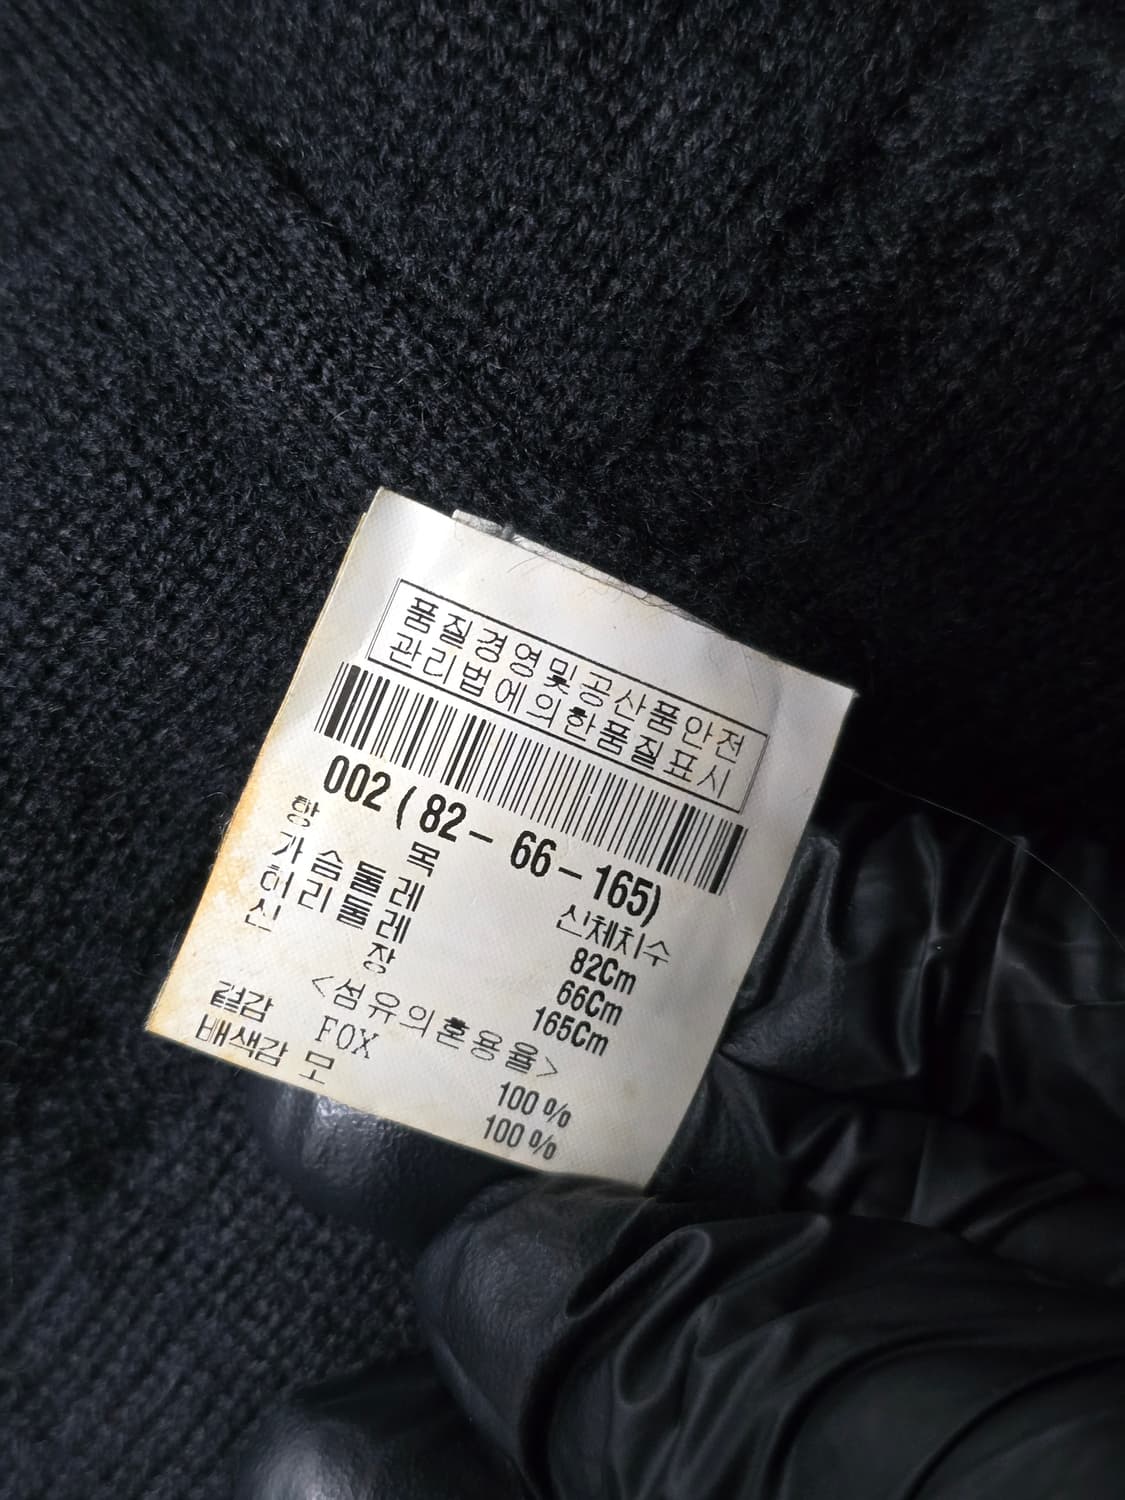 품질경영및공산품안전
관리법에의한품질표시
002 ( 82 - 66 - 165)
항 목 신체치수
가슴둘레 82Cm
허리둘레 66Cm
신 장 165Cm
<섬유의혼용율>
겉감 FOX 100 %
배색감 모 100 %